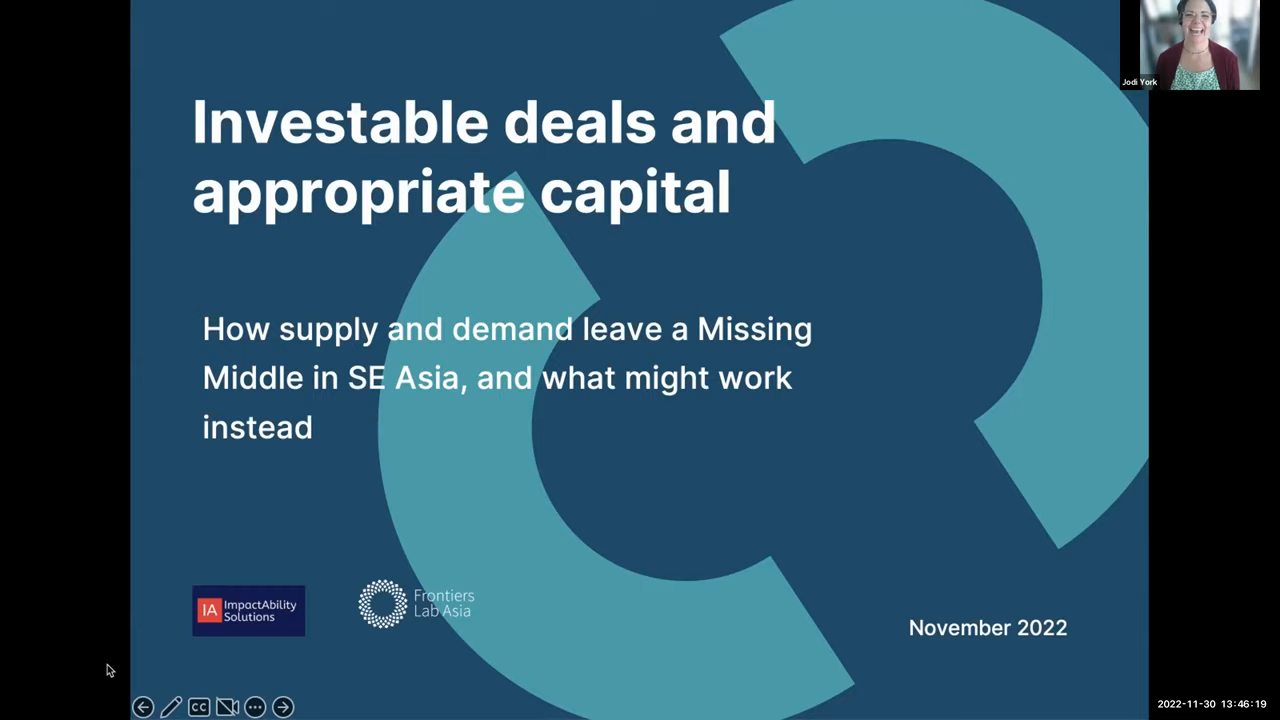 Jodi York
Investable deals and
appropriate capital
How supply and demand leave a Missing
Middle in SE Asia, and what might work
instead
IA ImpactAbility
Solutions
Frontiers
Lab Asia
November 2022
CC
2022-11-30 13:46:19